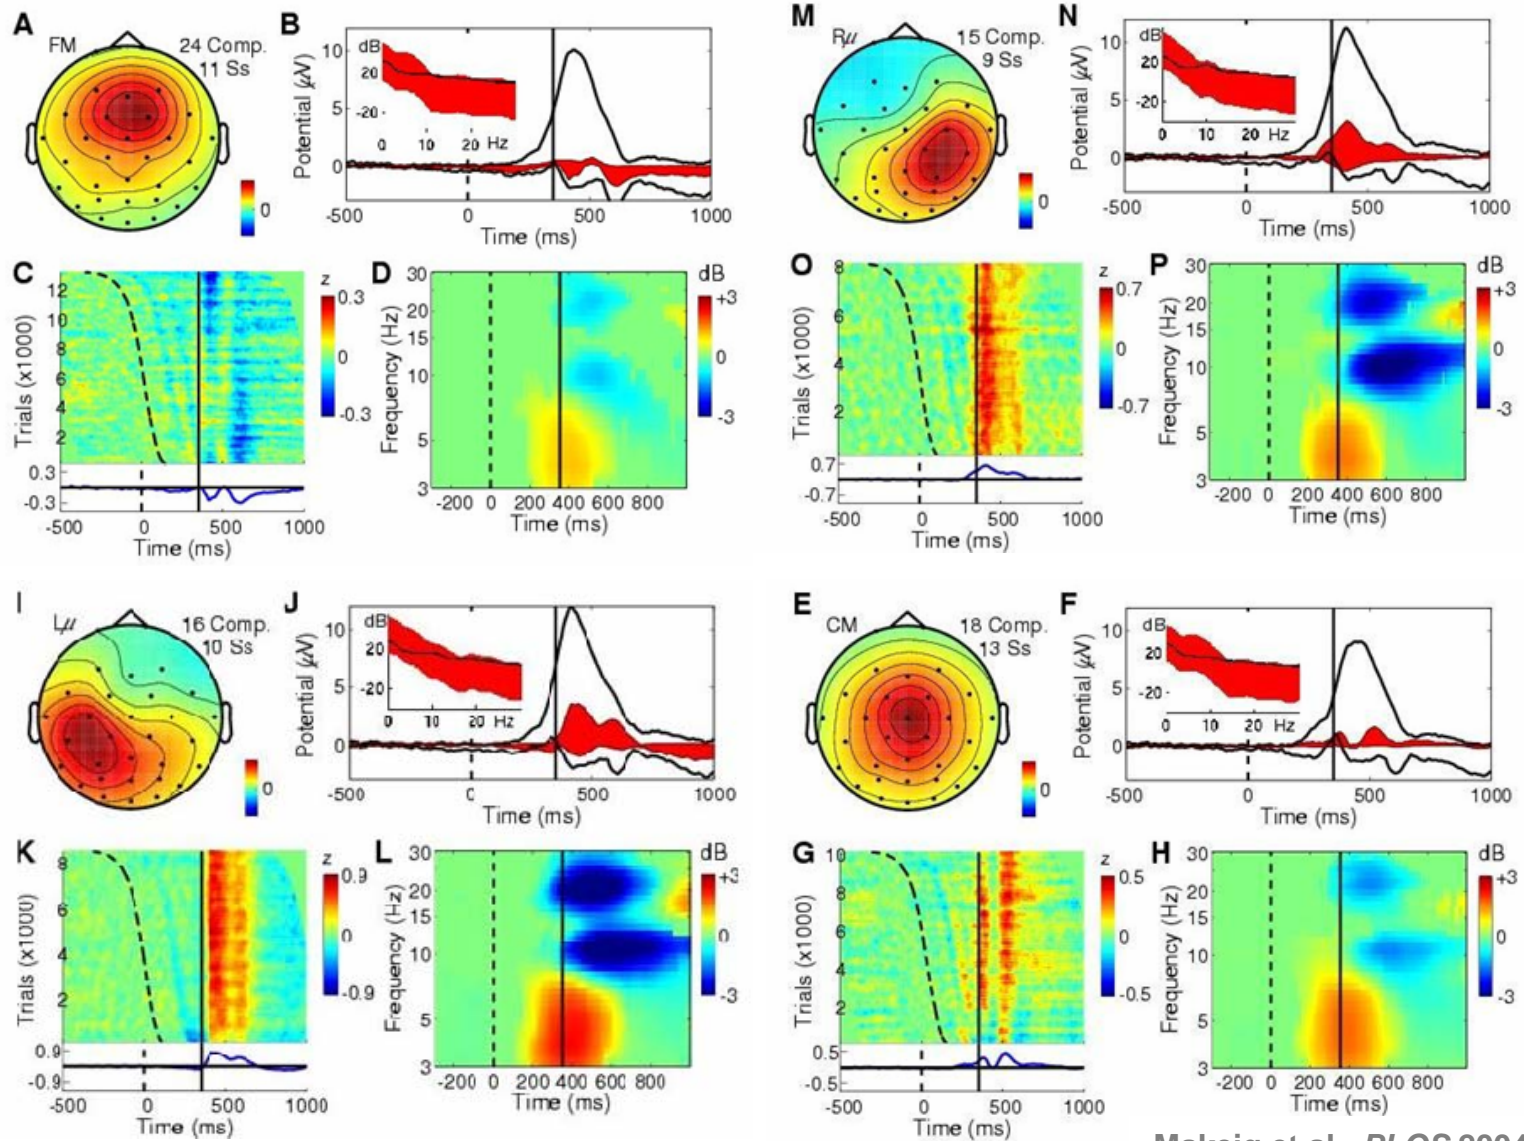 A
FM
24 Comp.
11 Ss
0
B
Potential (μV)
10
5
0
dB
20
-20
0
10
20
Hz
-500
0
500
1000
Time (ms)
M
Rμ
15 Comp.
9 Ss
0
N
Potential (μV)
10
5
0
dB
20
-20
0
10
20
Hz
-500
0
500
1000
Time (ms)
C
Trials (x1000)
12
10
8
6
4
2
z
0.3
0
-0.3
0.3
-0.3
-500
0
500
1000
Time (ms)
D
Frequency (Hz)
30
20
15
10
5
3
dB
+3
0
-3
-200
0
200
400
600
800
Time (ms)
O
Trials (x1000)
8
6
4
2
z
0.7
0
-0.7
0.7
-0.7
-500
0
500
1000
Time (ms)
P
Frequency (Hz)
30
20
15
10
5
3
dB
+3
0
-3
-200
0
200
400
600
800
Time (ms)
I
Lμ
16 Comp.
10 Ss
0
J
Potential (μV)
10
5
0
dB
20
-20
0
10
20
Hz
-500
0
500
1000
Time (ms)
E
CM
18 Comp.
13 Ss
0
F
Potential (μV)
10
5
0
dB
20
-20
0
10
20
Hz
-500
0
500
1000
Time (ms)
K
Trials (x1000)
8
6
4
2
z
0.9
0
-0.9
0.9
-0.9
-500
0
500
1000
Time (ms)
L
Frequency (Hz)
30
20
15
10
5
3
dB
+3
0
-3
-200
0
200
400
600
800
Time (ms)
G
Trials (x1000)
10
8
6
4
2
z
0.5
0
-0.5
0.5
-0.5
-500
0
500
1000
Time (ms)
H
Frequency (Hz)
30
20
15
10
5
3
dB
+3
0
-3
-200
0
200
400
600
800
Time (ms)